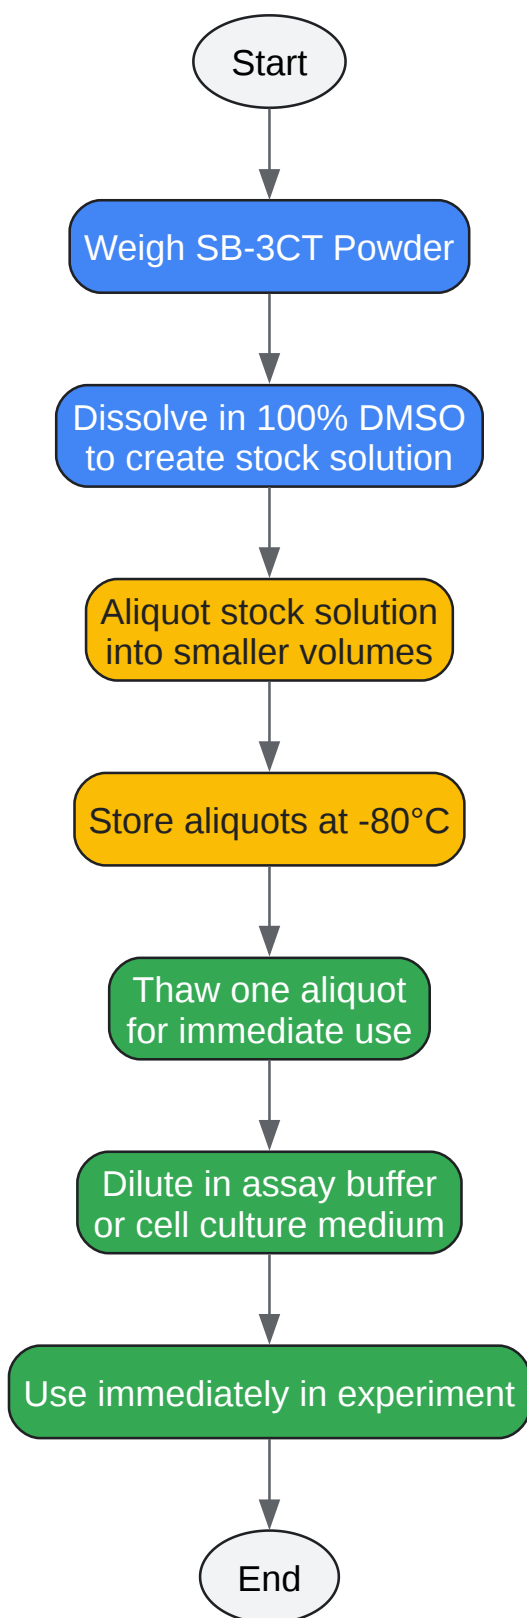 Start
Weigh SB-3CT Powder
Dissolve in 100% DMSO
to create stock solution
Aliquot stock solution
into smaller volumes
Store aliquots at -80°C
Thaw one aliquot
for immediate use
Dilute in assay buffer
or cell culture medium
Use immediately in experiment
End